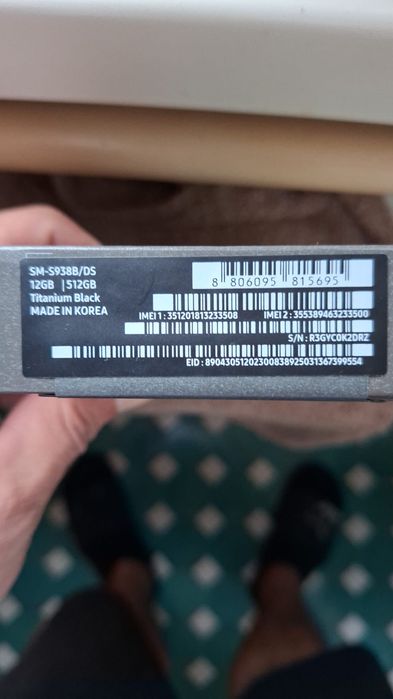 SM-S938B/DS
12GB | 512GB
Titanium Black
MADE IN KOREA
8 806095 815695
IMEI 1 : 351201813233508 IMEI 2 : 355389463233500
S/N : R3GYC0K2DRZ
EID : 89043051202300838925031367399554